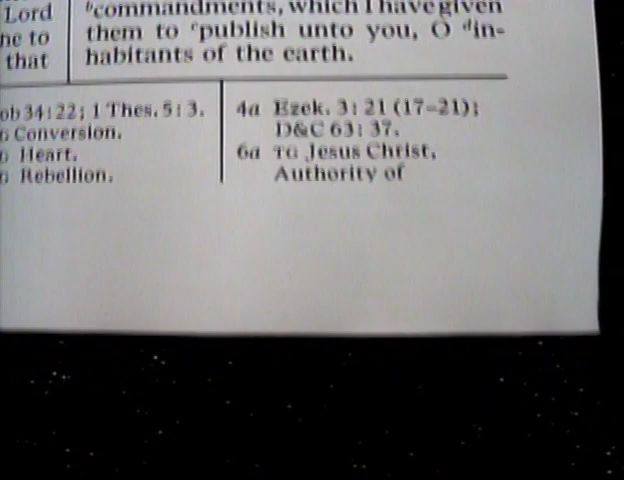 Lord
he to
that
b commandments, which I have given
them to c publish unto you, O d in-
habitants of the earth.
ob 34:22; 1 Thes. 5:3.
G Conversion.
G Heart.
G Rebellion.
4a Ezek. 3:21 (17–21);
D&C 63:37.
6a TG Jesus Christ,
Authority of